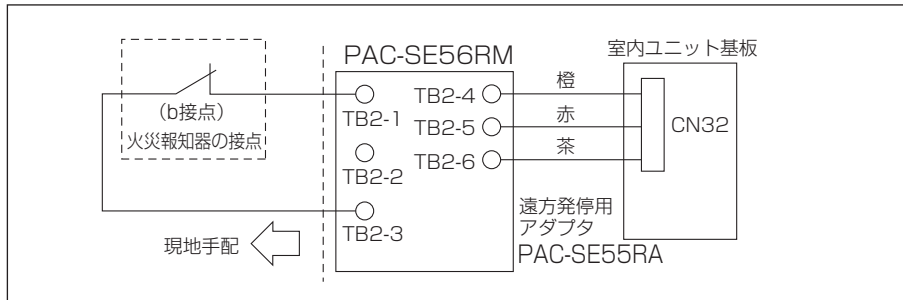 PAC-SE56RM
室内ユニット基板
(b接点)
火災報知器の接点
TB2-1
TB2-2
TB2-3
TB2-4
TB2-5
TB2-6
橙
赤
茶
CN32
遠方発停用
アダプタ
PAC-SE55RA
現地手配